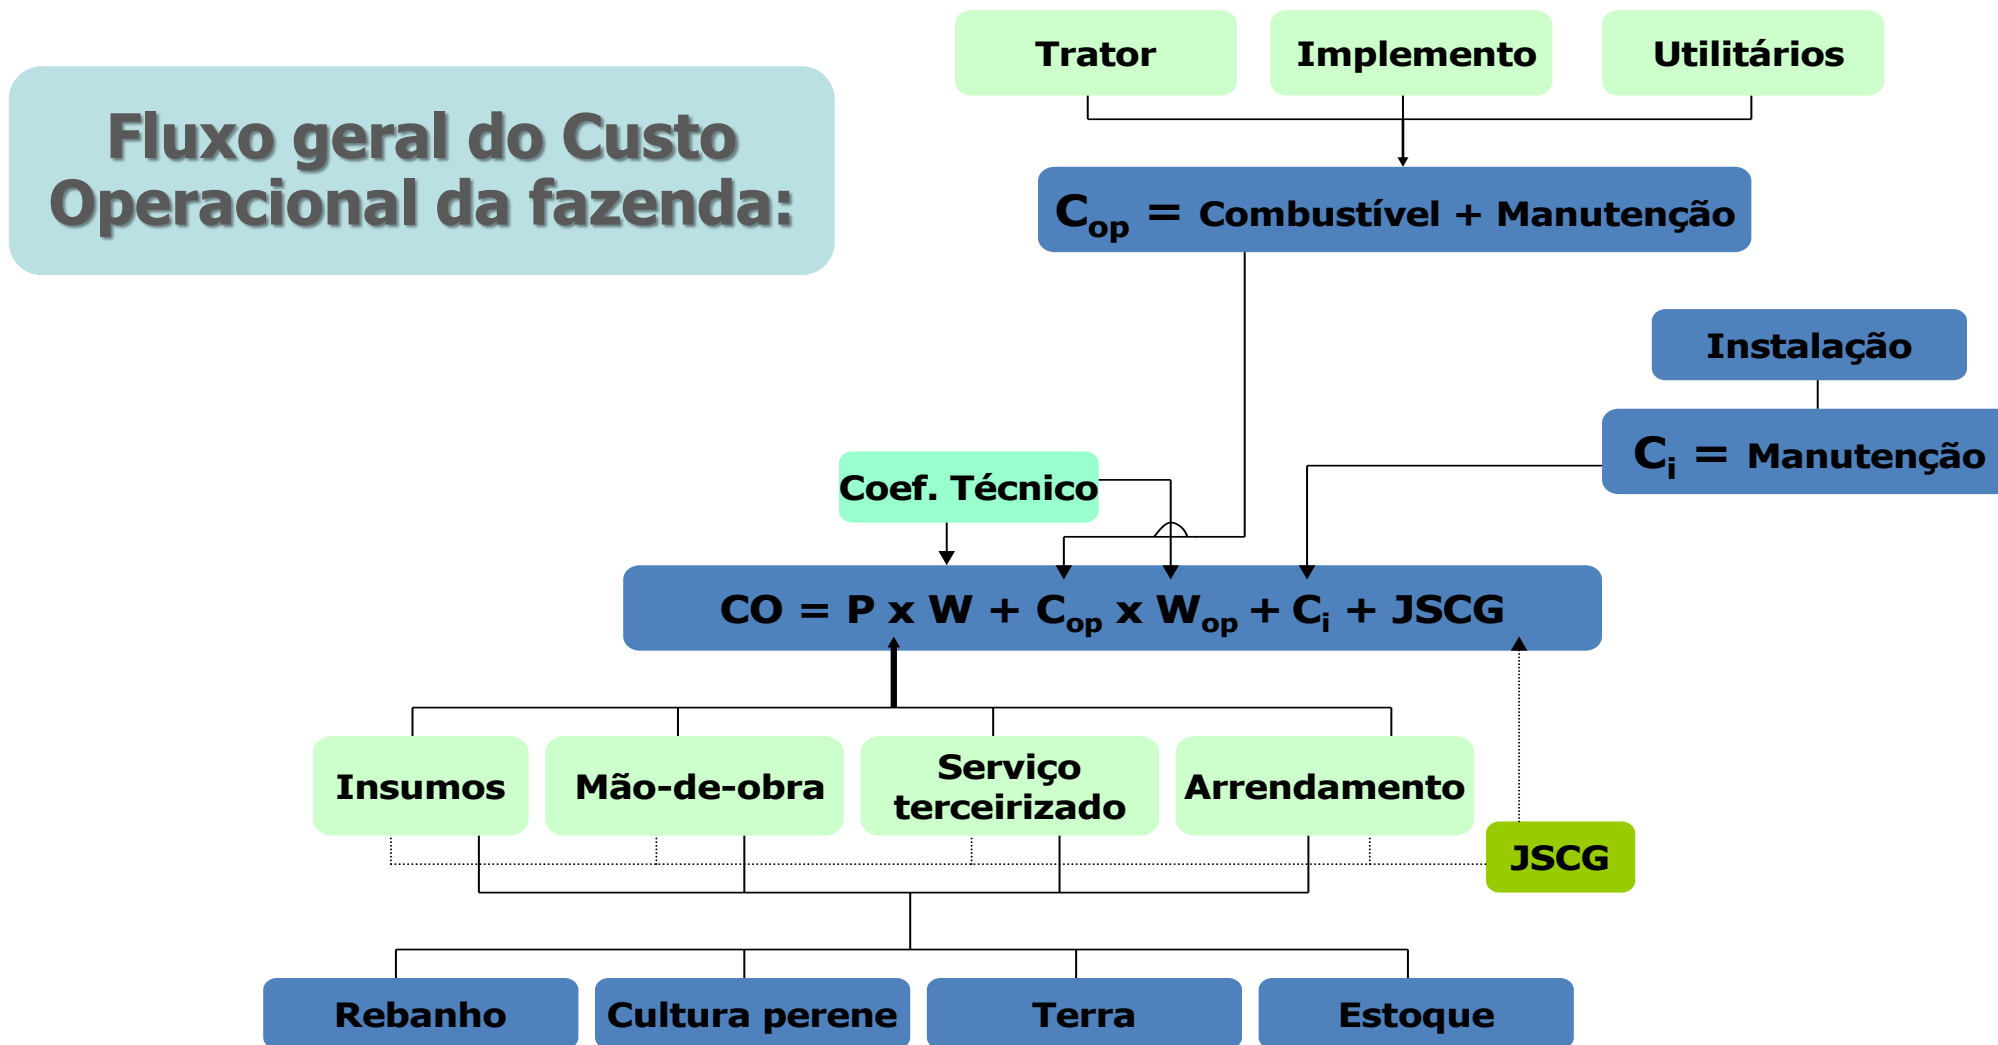 Fluxo geral do Custo
Operacional da fazenda:
Trator
Implemento
Utilitários
Cop = Combustível + Manutenção
Instalação
Ci = Manutenção
Coef. Técnico
CO = P x W + Cop x Wop + Ci + JSCG
Insumos
Mão-de-obra
Serviço
terceirizado
Arrendamento
JSCG
Rebanho
Cultura perene
Terra
Estoque